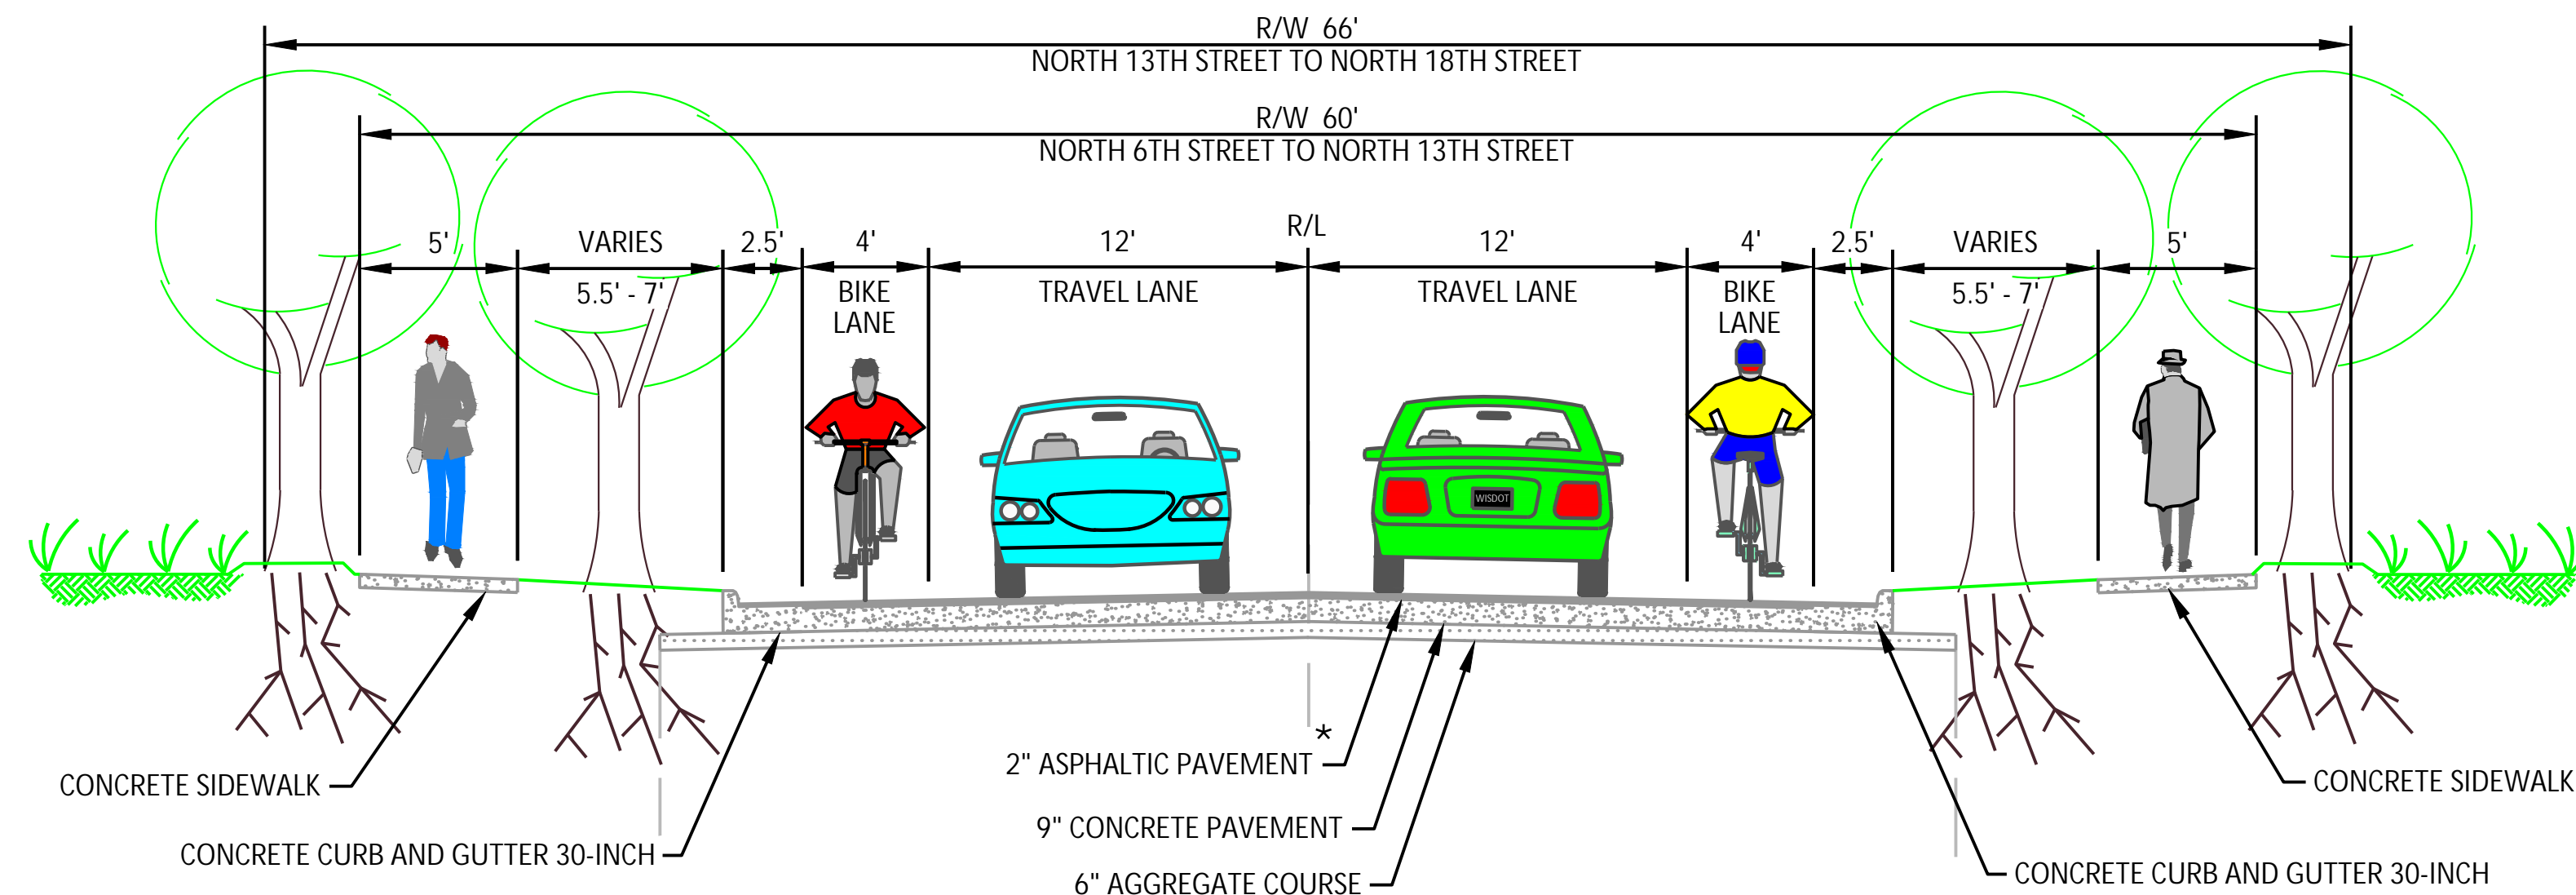 R/W 66'
NORTH 13TH STREET TO NORTH 18TH STREET
R/W 60'
NORTH 6TH STREET TO NORTH 13TH STREET
5'
VARIES
5.5' - 7'
2.5'
4'
BIKE
LANE
12'
TRAVEL LANE
R/L
12'
TRAVEL LANE
4'
BIKE
LANE
2.5'
VARIES
5.5' - 7'
5'
WISDOT
*
2" ASPHALTIC PAVEMENT
CONCRETE SIDEWALK
CONCRETE SIDEWALK
9" CONCRETE PAVEMENT
CONCRETE CURB AND GUTTER 30-INCH
6" AGGREGATE COURSE
CONCRETE CURB AND GUTTER 30-INCH